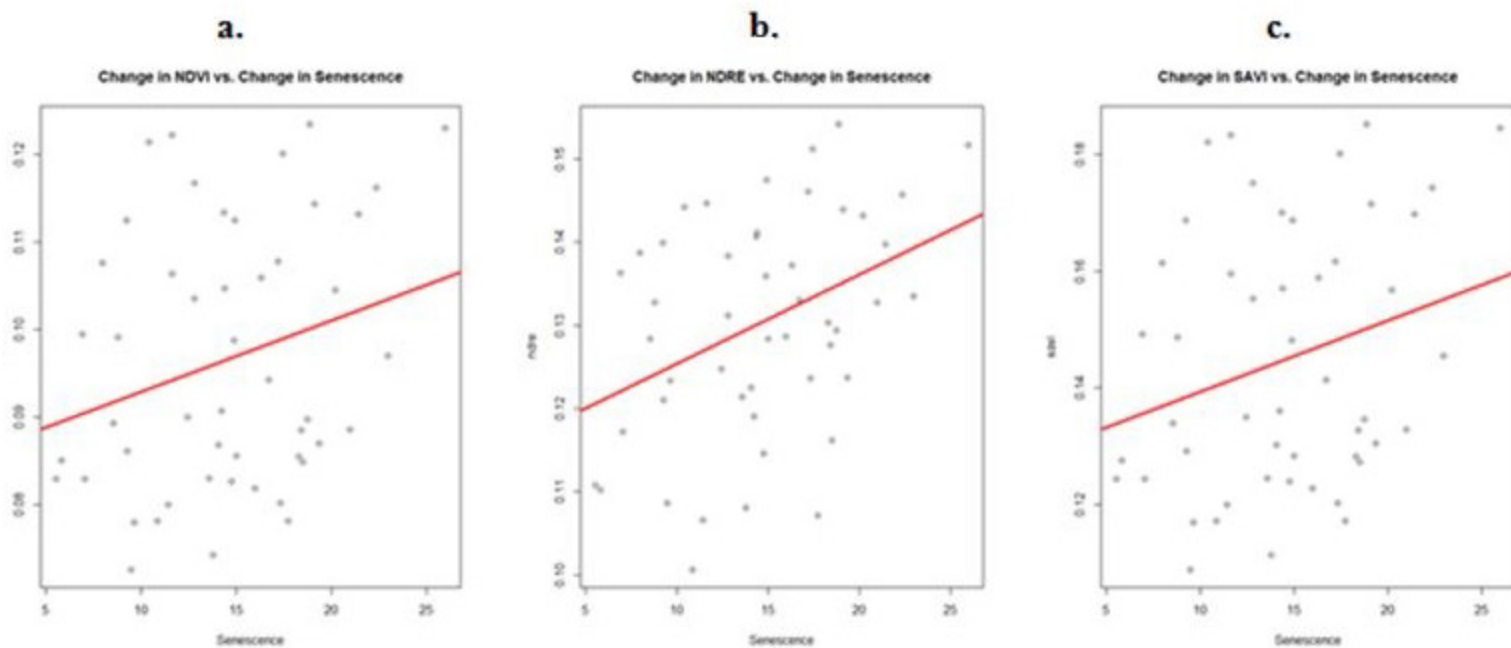 a.
Change in NDVI vs. Change in Senescence
0.12
0.11
0.10
0.09
0.08
5 10 15 20 25
Senescence
b.
Change in NDRE vs. Change in Senescence
0.15
0.14
0.13
0.12
0.11
0.10
ndre
5 10 15 20 25
Senescence
c.
Change in SAVI vs. Change in Senescence
0.18
0.16
0.14
0.12
savi
5 10 15 20 25
Senescence